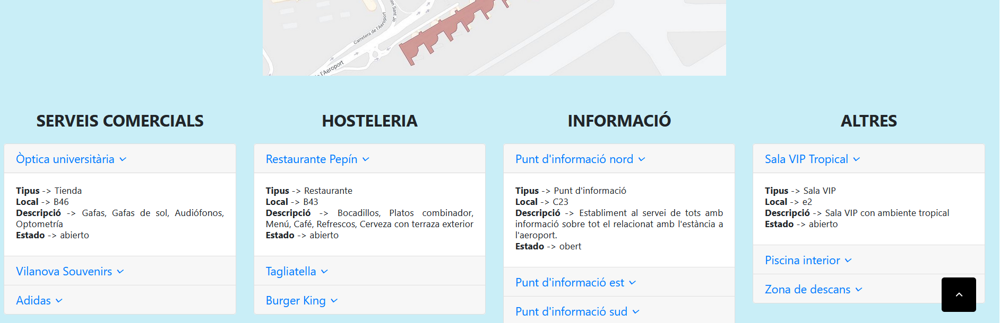 Carretera de l'Aeroport
on Sant Jo
de l'Aeroport
SERVEIS COMERCIALS
Òptica universitària
Tipus -> Tienda
Local -> B46
Descripció -> Gafas, Gafas de sol, Audiófonos,
Optometría
Estado -> abierto
Vilanova Souvenirs
Adidas
HOSTELERIA
Restaurante Pepín
Tipus -> Restaurante
Local -> B43
Descripció -> Bocadillos, Platos combinador,
Menú, Café, Refrescos, Cerveza con terraza exterior
Estado -> abierto
Tagliatella
Burger King
INFORMACIÓ
Punt d'informació nord
Tipus -> Punt d'informació
Local -> C23
Descripció -> Establiment al servei de tots amb
informació sobre tot el relacionat amb l'estància a
l'aeroport.
Estado -> obert
Punt d'informació est
Punt d'informació sud
ALTRES
Sala VIP Tropical
Tipus -> Sala VIP
Local -> e2
Descripció -> Sala VIP con ambiente tropical
Estado -> abierto
Piscina interior
Zona de descans